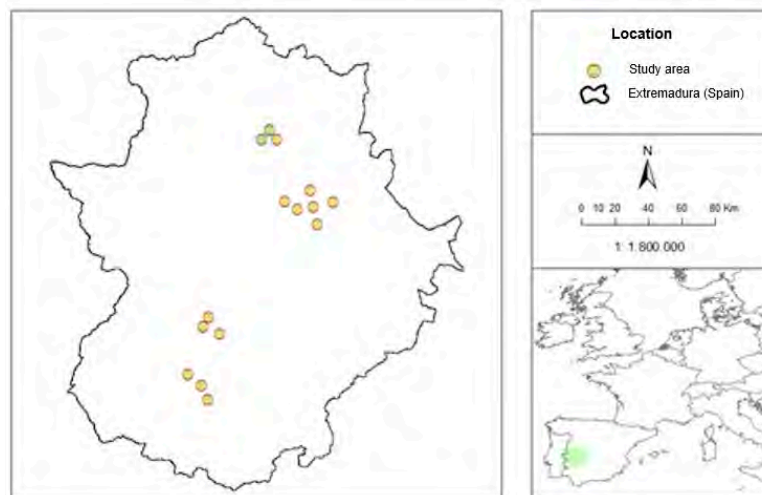 Location
Study area
Extremadura (Spain)
N
0 10 20 40 60 80 Km
1: 1.800.000